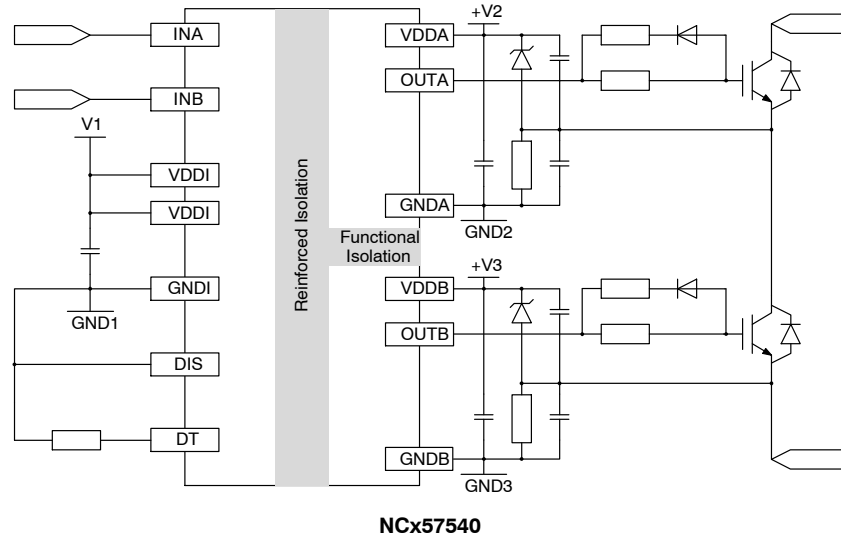 +V2
INA
VDDA
OUTA
INB
V1
VDDI
VDDI
GNDA
GND2
Reinforced Isolation
Functional
Isolation
+V3
GNDI
VDDB
GND1
OUTB
DIS
DT
GNDB
GND3
NCx57540